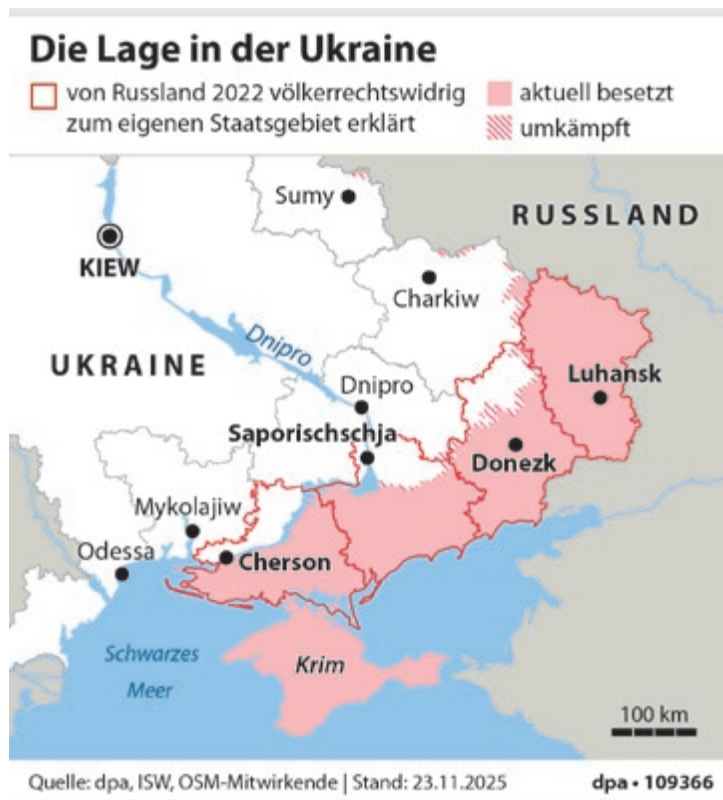 Die Lage in der Ukraine
von Russland 2022 völkerrechtswidrig
zum eigenen Staatsgebiet erklärt
aktuell besetzt
umkämpft
Sumy
RUSSLAND
KIEW
Charkiw
Dnipro
UKRAINE
Luhansk
Dnipro
Saporischschja
Donezk
Mykolajiw
Odessa
Cherson
Schwarzes
Meer
Krim
100 km
Quelle: dpa, ISW, OSM-Mitwirkende | Stand: 23.11.2025
dpa • 109366